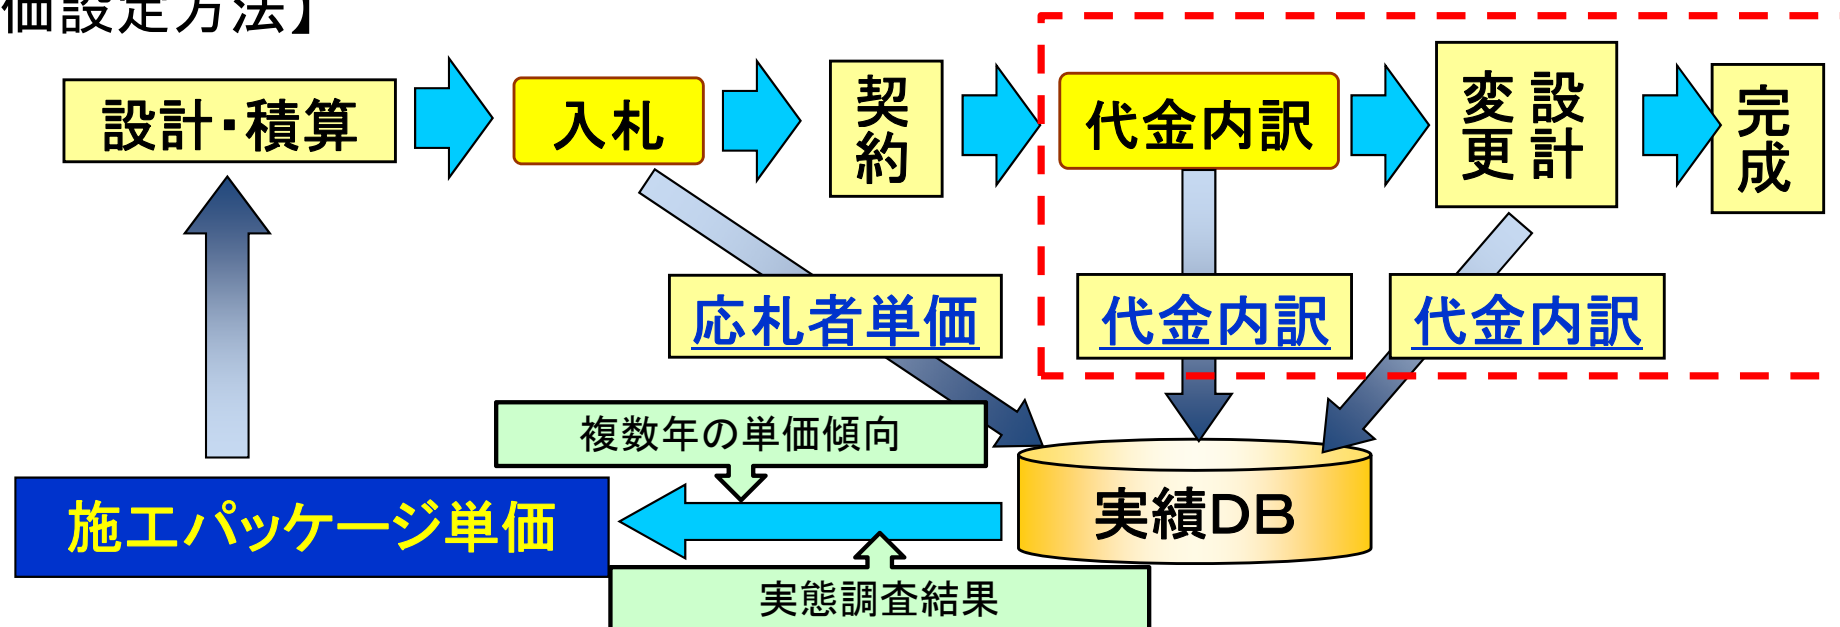 価設定方法】
設計・積算
入札
契約
代金内訳
設計変更
完成
応札者単価
代金内訳
代金内訳
複数年の単価傾向
施工パッケージ単価
実績DB
実態調査結果